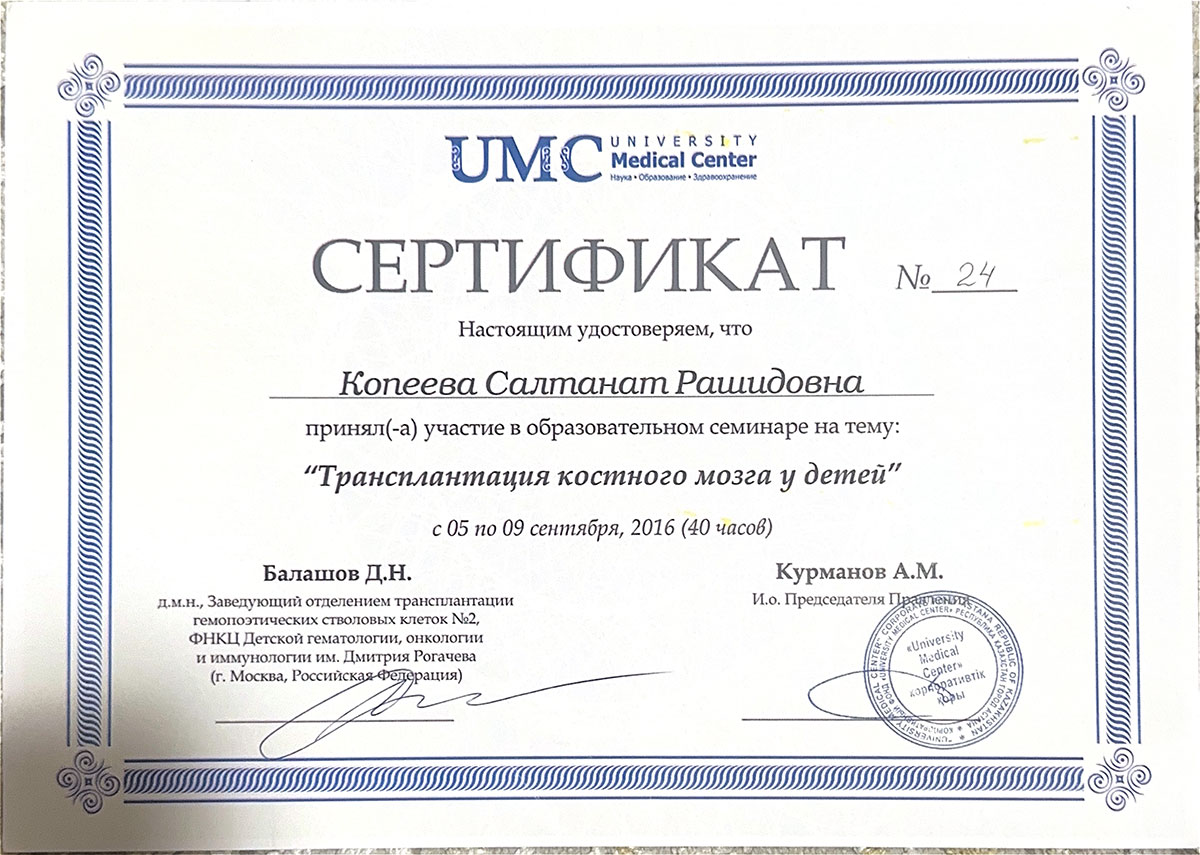 UMC UNIVERSITY
Medical Center
Наука • Образование • Здравоохранение
СЕРТИФИКАТ № 24
Настоящим удостоверяем, что
Копеева Салтанат Рашидовна
принял(-а) участие в образовательном семинаре на тему:
“Трансплантация костного мозга у детей”
с 05 по 09 сентября, 2016 (40 часов)
Балашов Д.Н.
д.м.н., Заведующий отделением трансплантации
гемопоэтических стволовых клеток №2,
ФНКЦ Детской гематологии, онкологии
и иммунологии им. Дмитрия Рогачева
(г. Москва, Российская Федерация)
Курманов А.М.
И.о. Председателя Правления
«University
Medical
Center»
корпоративтік
қоры